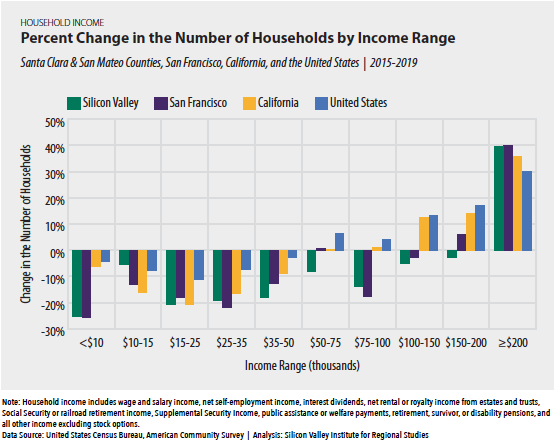 HOUSEHOLD INCOME
Percent Change in the Number of Households by Income Range
Santa Clara & San Mateo Counties, San Francisco, California, and the United States | 2015-2019
Silicon Valley San Francisco California United States
50%
40%
30%
20%
10%
0%
-10%
-20%
-30%
Change in the Number of Households
<$10 $10-15 $15-25 $25-35 $35-50 $50-75 $75-100 $100-150 $150-200 ≥$200
Income Range (thousands)
Note: Household income includes wage and salary income, net self-employment income, interest dividends, net rental or royalty income from estates and trusts,
Social Security or railroad retirement income, Supplemental Security Income, public assistance or welfare payments, retirement, survivor, or disability pensions, and
all other income excluding stock options.
Data Source: United States Census Bureau, American Community Survey | Analysis: Silicon Valley Institute for Regional Studies